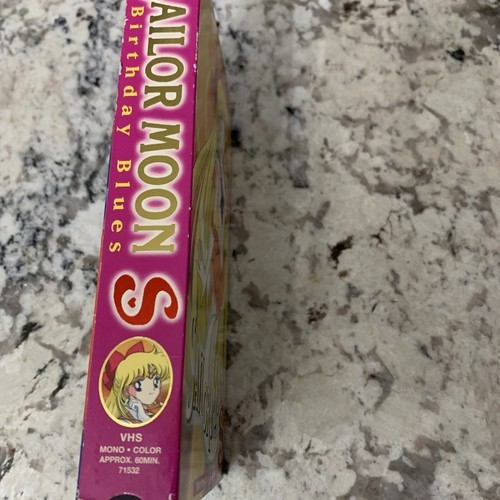 AILOR MOON S
Birthday Blues
VHS
MONO • COLOR
APPROX. 60MIN.
71532